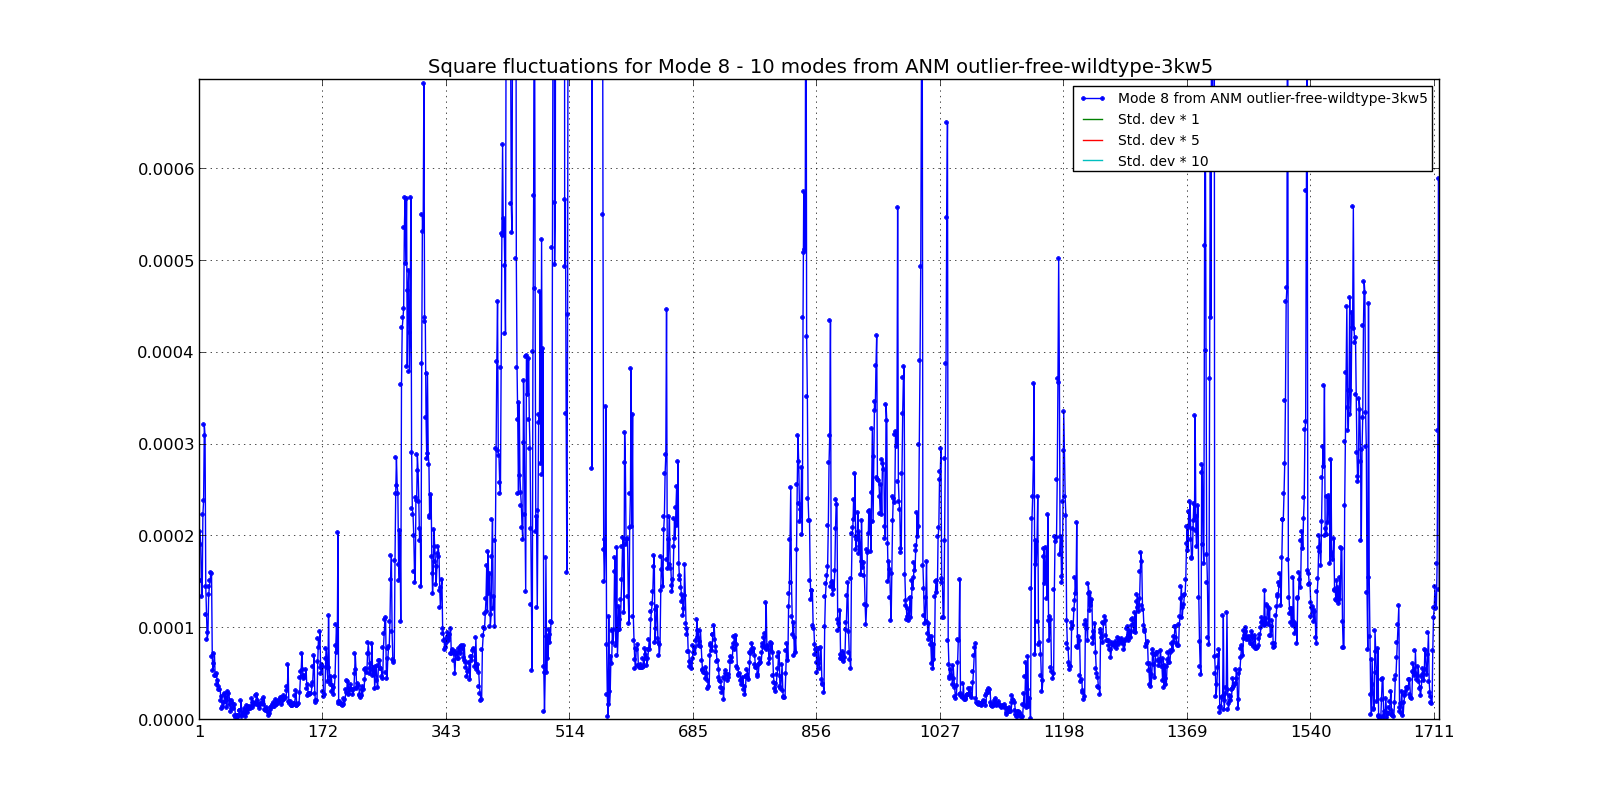 Square fluctuations for Mode 8 - 10 modes from ANM outlier-free-wildtype-3kw5
Mode 8 from ANM outlier-free-wildtype-3kw5
Std. dev * 1
Std. dev * 5
Std. dev * 10
0.0006
0.0005
0.0004
0.0003
0.0002
0.0001
0.0000
1 172 343 514 685 856 1027 1198 1369 1540 1711